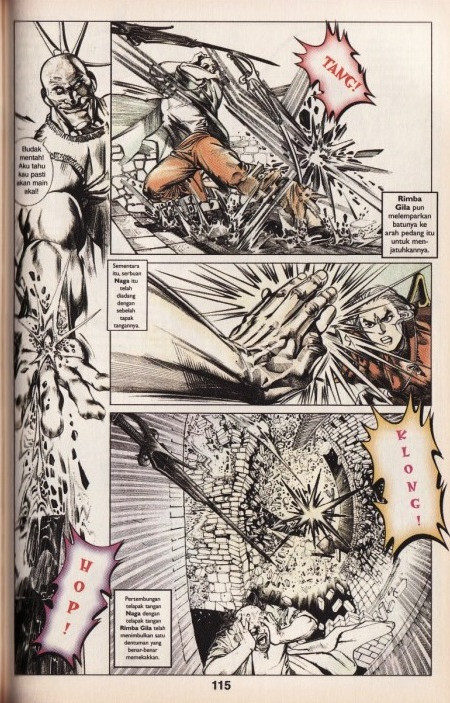 Budak
mentah!
Aku tahu
kau pasti
akan main
akal!
TANG!
Rimba
Gila pun
melemparkan
batunya ke
arah pedang itu
untuk men-
jatuhkannya.
Sementara
itu, serbuan
Naga itu
telah
diadang
dengan
sebelah
tapak
tangannya.
KLONG!
HOP!
Pertembungan
telapak tangan
Naga dengan
telapak tangan
Rimba Gila telah
menimbulkan satu
dentuman yang
benar-benar
memekakkan.
115